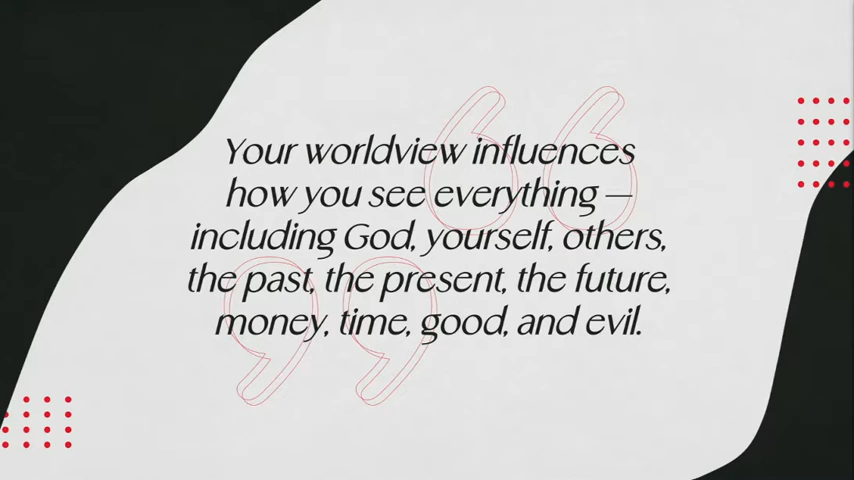 Your worldview influences
how you see everything —
including God, yourself, others,
the past, the present, the future,
money, time, good, and evil.